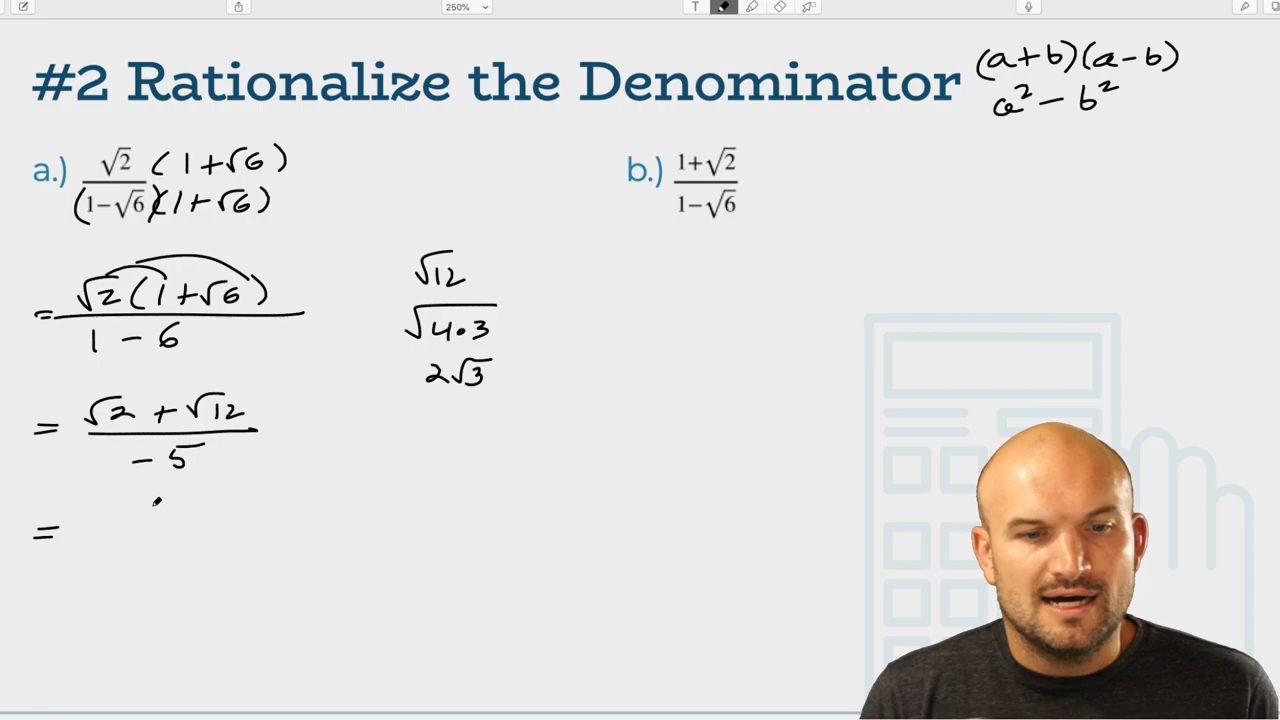 250%
T
#2 Rationalize the Denominator
(a+b)(a-b)
a² - b²
a.) √2 (1+√6)
(1-√6)(1+√6)
b.) 1+√2
1-√6
= √2(1+√6)
1 - 6
√12
√4•3
2√3
= √2 + √12
-5
=